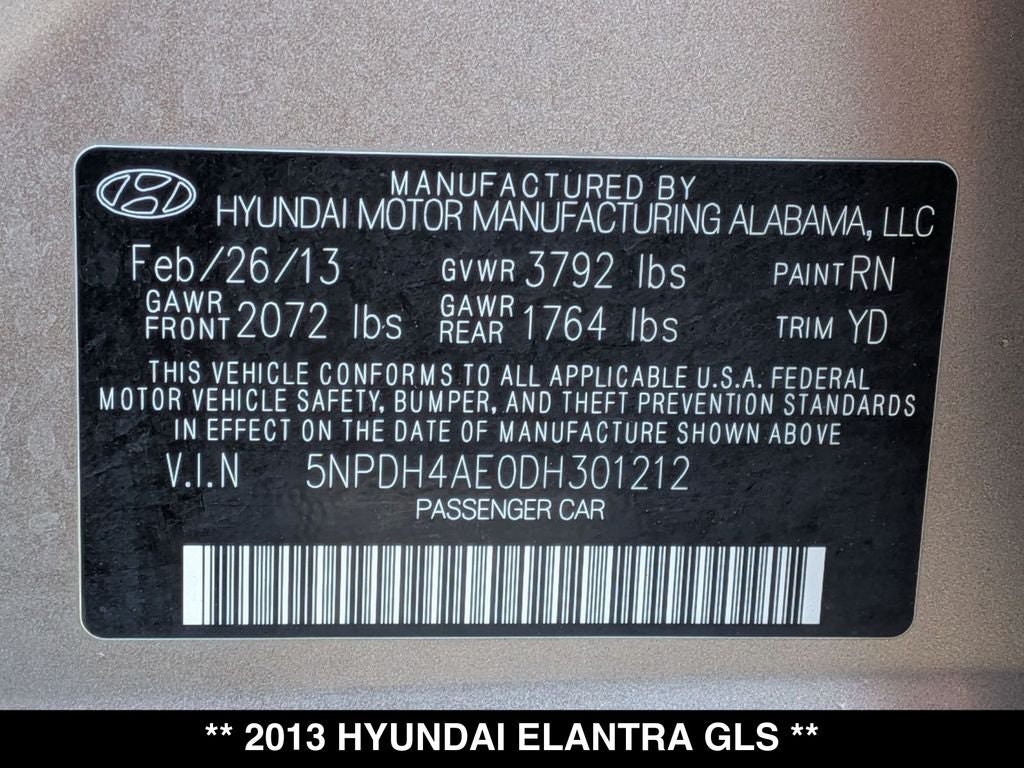 MANUFACTURED BY
HYUNDAI MOTOR MANUFACTURING ALABAMA, LLC
Feb/26/13 GVWR 3792 lbs PAINT RN
GAWR FRONT 2072 lbs GAWR REAR 1764 lbs TRIM YD
THIS VEHICLE CONFORMS TO ALL APPLICABLE U.S.A. FEDERAL
MOTOR VEHICLE SAFETY, BUMPER, AND THEFT PREVENTION STANDARDS
IN EFFECT ON THE DATE OF MANUFACTURE SHOWN ABOVE
V.I.N 5NPDH4AE0DH301212
PASSENGER CAR
** 2013 HYUNDAI ELANTRA GLS **